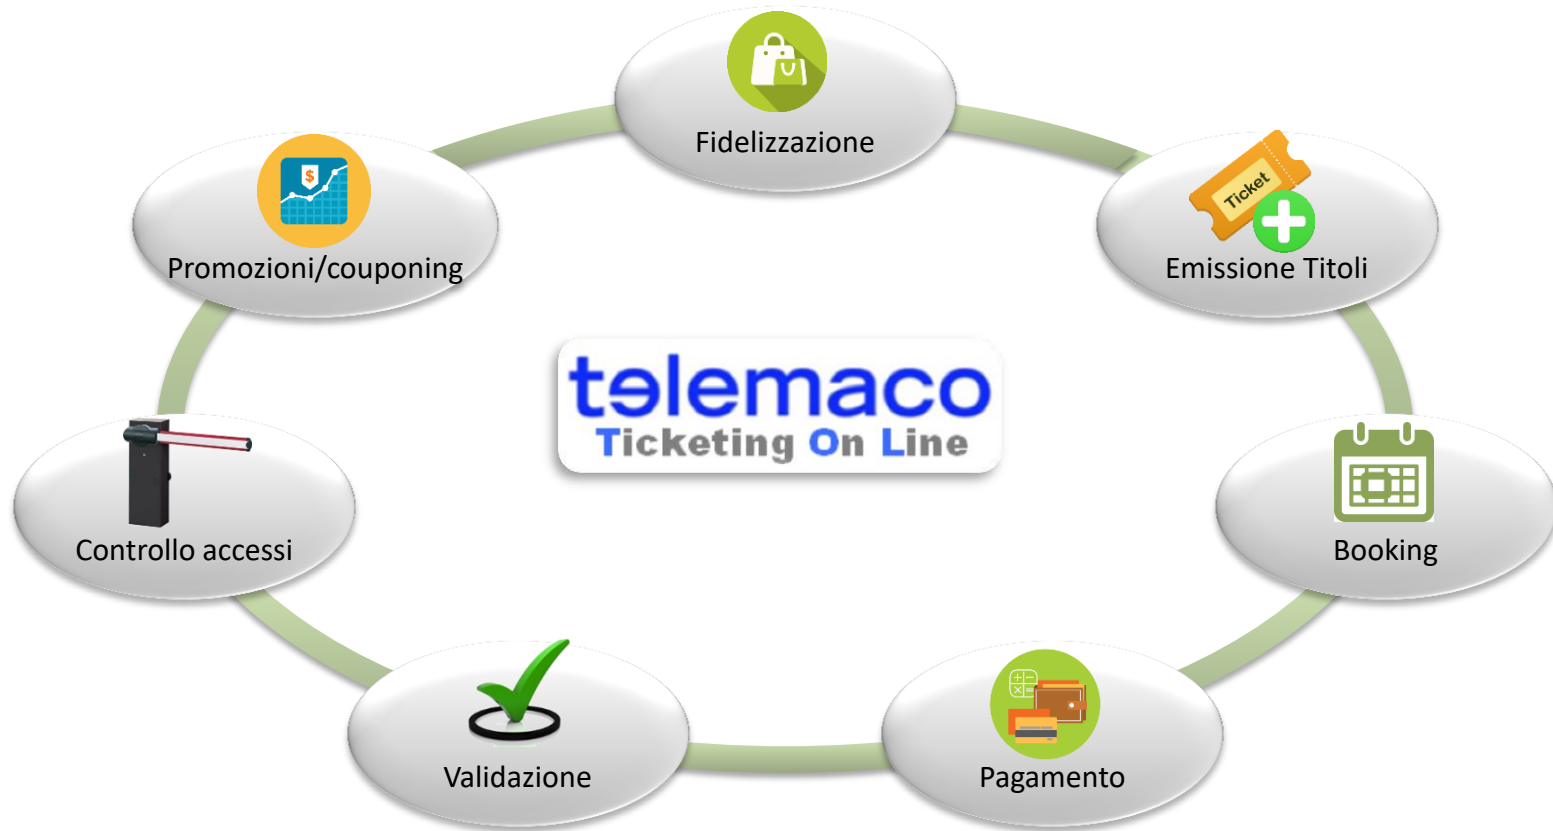 Fidelizzazione
Ticket
Emissione Titoli
Promozioni/couponing
$
telemaco
Ticketing On Line
Controllo accessi
Booking
Validazione
Pagamento